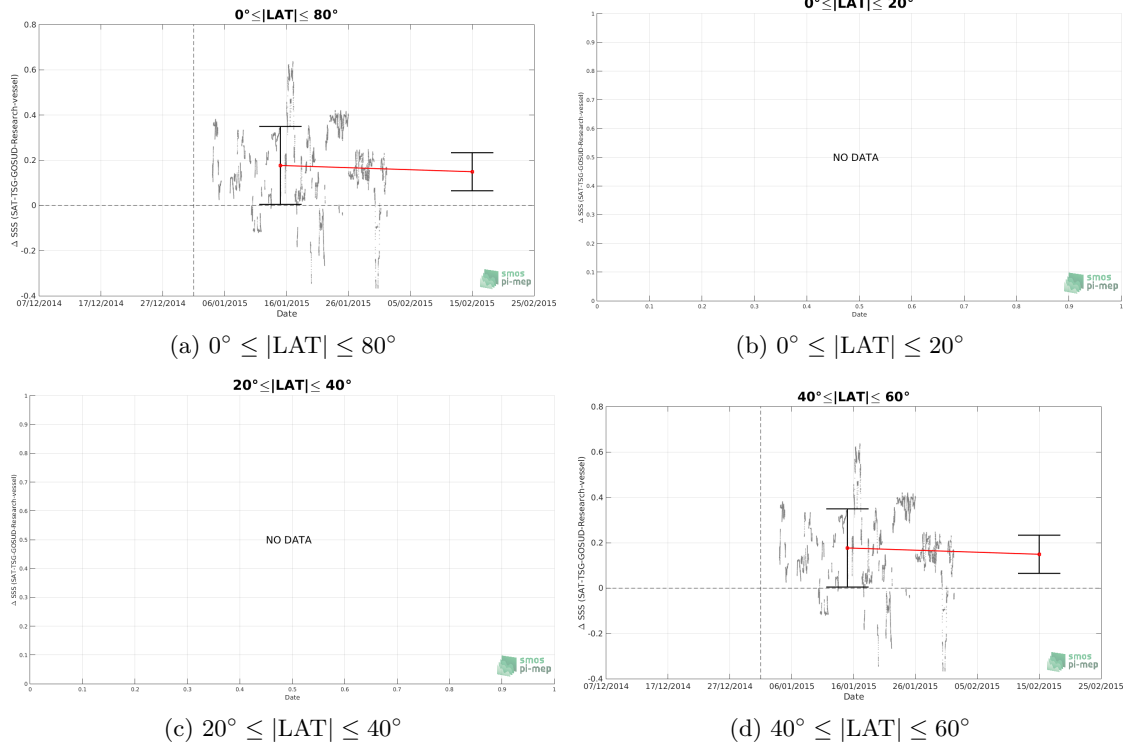 0°≤|LAT|≤ 80°
Δ SSS (SAT-TSG-GOSUD-Research-vessel)
0.8
0.6
0.4
0.2
0
-0.2
-0.4
07/12/2014 17/12/2014 27/12/2014 06/01/2015 16/01/2015 26/01/2015 05/02/2015 15/02/2015 25/02/2015
Date
smos
pi-mep
(a) 0° ≤ |LAT| ≤ 80°
0°≤|LAT|≤ 20°
Δ SSS (SAT-TSG-GOSUD-Research-vessel)
1
0.9
0.8
0.7
0.6
0.5
0.4
0.3
0.2
0.1
0
NO DATA
0 0.1 0.2 0.3 0.4 0.5 0.6 0.7 0.8 0.9 1
Date
smos
pi-mep
(b) 0° ≤ |LAT| ≤ 20°
20°≤|LAT|≤ 40°
Δ SSS (SAT-TSG-GOSUD-Research-vessel)
1
0.9
0.8
0.7
0.6
0.5
0.4
0.3
0.2
0.1
0
NO DATA
0 0.1 0.2 0.3 0.4 0.5 0.6 0.7 0.8 0.9 1
Date
smos
pi-mep
(c) 20° ≤ |LAT| ≤ 40°
40°≤|LAT|≤ 60°
Δ SSS (SAT-TSG-GOSUD-Research-vessel)
0.8
0.6
0.4
0.2
0
-0.2
-0.4
07/12/2014 17/12/2014 27/12/2014 06/01/2015 16/01/2015 26/01/2015 05/02/2015 15/02/2015 25/02/2015
Date
smos
pi-mep
(d) 40° ≤ |LAT| ≤ 60°